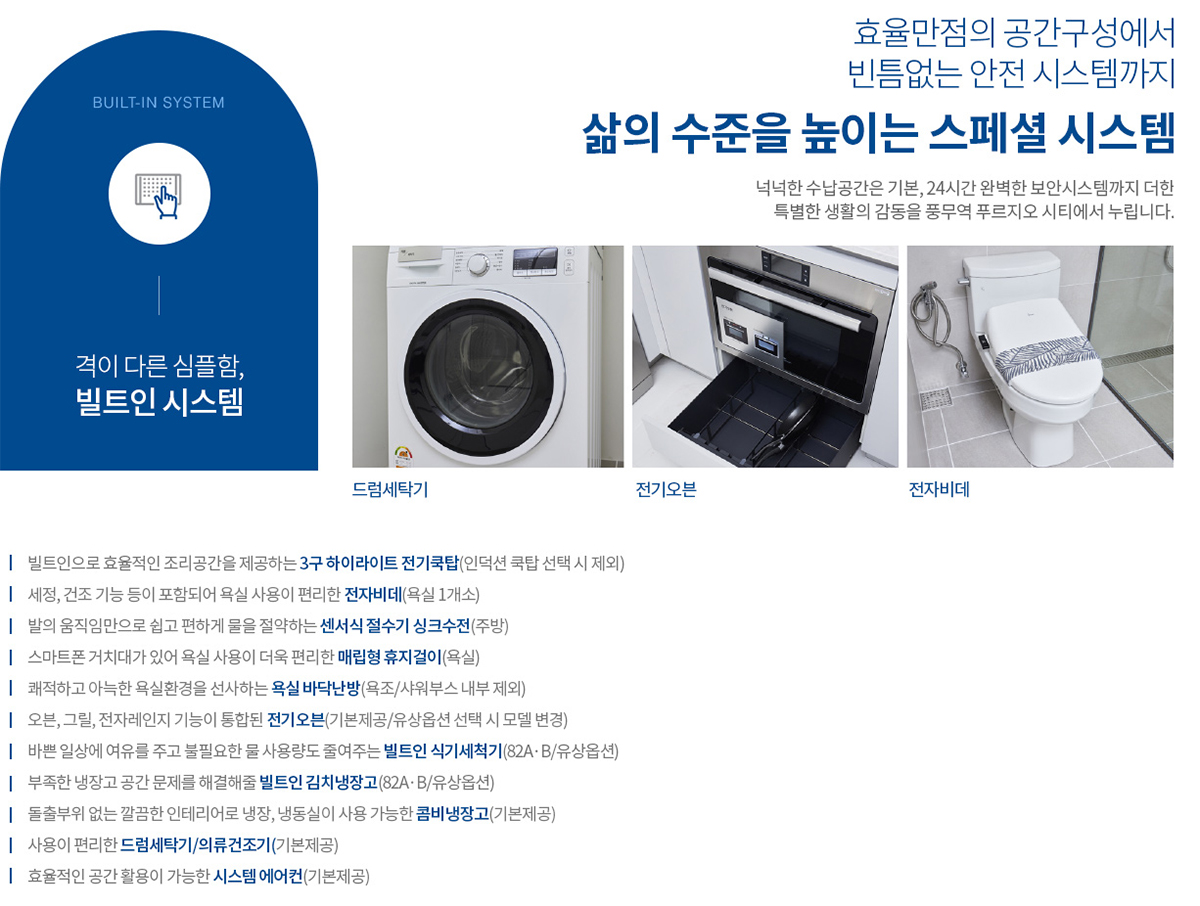 BUILT-IN SYSTEM
격이 다른 심플함,
빌트인 시스템
효율만점의 공간구성에서
빈틈없는 안전 시스템까지
삶의 수준을 높이는 스페셜 시스템
넉넉한 수납공간은 기본, 24시간 완벽한 보안시스템까지 더한
특별한 생활의 감동을 풍무역 푸르지오 시티에서 누립니다.
드럼세탁기
전기오븐
전자비데
빌트인으로 효율적인 조리공간을 제공하는 3구 하이라이트 전기쿡탑(인덕션 쿡탑 선택 시 제외)
세정, 건조 기능 등이 포함되어 욕실 사용이 편리한 전자비데(욕실 1개소)
발의 움직임만으로 쉽고 편하게 물을 절약하는 센서식 절수기 싱크수전(주방)
스마트폰 거치대가 있어 욕실 사용이 더욱 편리한 매립형 휴지걸이(욕실)
쾌적하고 아늑한 욕실환경을 선사하는 욕실 바닥난방(욕조/샤워부스 내부 제외)
오븐, 그릴, 전자레인지 기능이 통합된 전기오븐(기본제공/유상옵션 선택 시 모델 변경)
바쁜 일상에 여유를 주고 불필요한 물 사용량도 줄여주는 빌트인 식기세척기(82A·B/유상옵션)
부족한 냉장고 공간 문제를 해결해줄 빌트인 김치냉장고(82A·B/유상옵션)
돌출부위 없는 깔끔한 인테리어로 냉장, 냉동실이 사용 가능한 콤비냉장고(기본제공)
사용이 편리한 드럼세탁기/의류건조기(기본제공)
효율적인 공간 활용이 가능한 시스템 에어컨(기본제공)